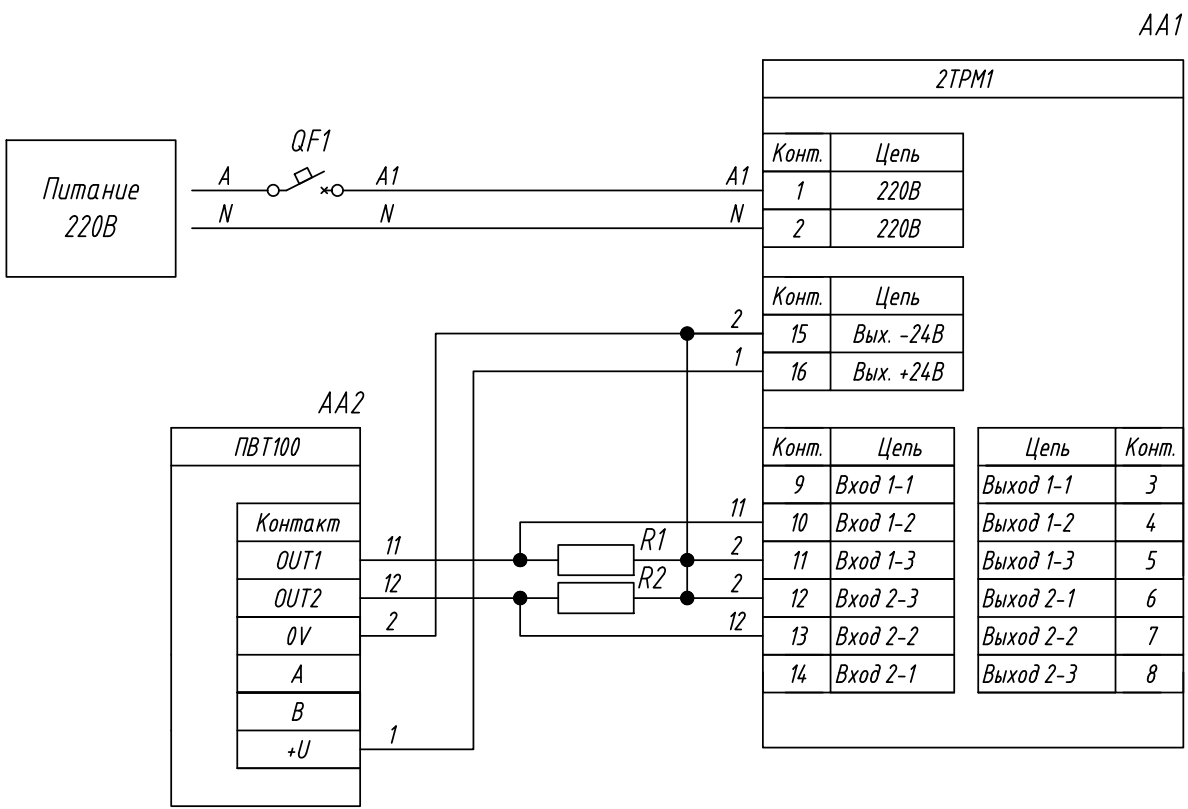 АА1
2ТРМ1
QF1
Питание
220В
A
A1
A1
N
N
N
Конт. Цепь
1 220В
2 220В
Конт. Цепь
2
15 Вых. -24В
1
16 Вых. +24В
АА2
ПВТ100
Контакт
OUT1
OUT2
0V
A
B
+U
11
12
2
1
R1
R2
11
2
2
12
Конт. Цепь
9 Вход 1-1
10 Вход 1-2
11 Вход 1-3
12 Вход 2-3
13 Вход 2-2
14 Вход 2-1
Цепь Конт.
Выход 1-1 3
Выход 1-2 4
Выход 1-3 5
Выход 2-1 6
Выход 2-2 7
Выход 2-3 8